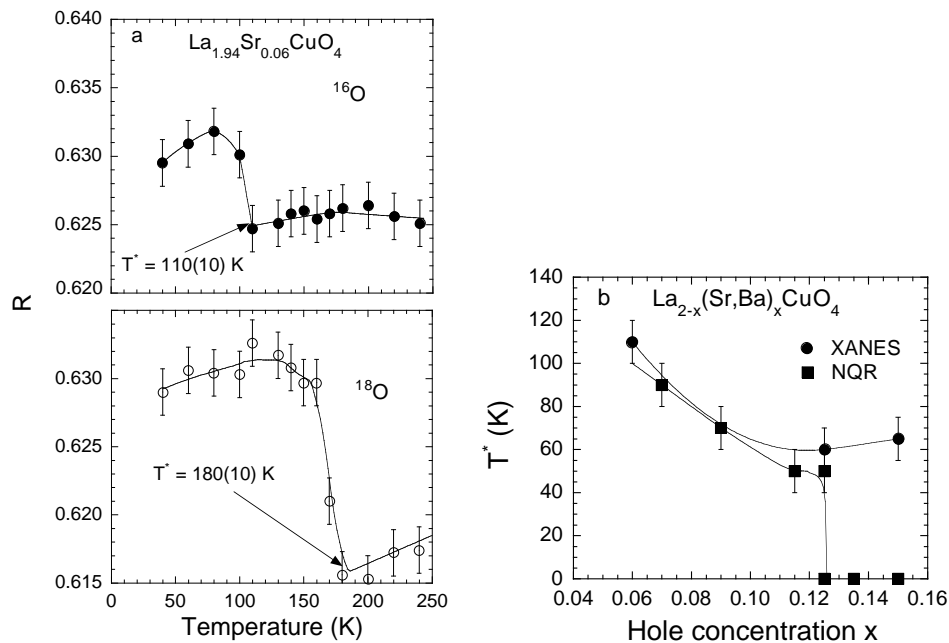 0.640
a
La1.94Sr0.06CuO4
16O
0.635
0.630
0.625
T* = 110(10) K
0.620
R
18O
0.630
0.625
T* = 180(10) K
0.620
0.615
0 50 100 150 200 250
Temperature (K)
140
b
La2-x(Sr,Ba)xCuO4
120
XANES
100
NQR
80
60
40
20
0
T* (K)
0.04 0.06 0.08 0.10 0.12 0.14 0.16
Hole concentration x